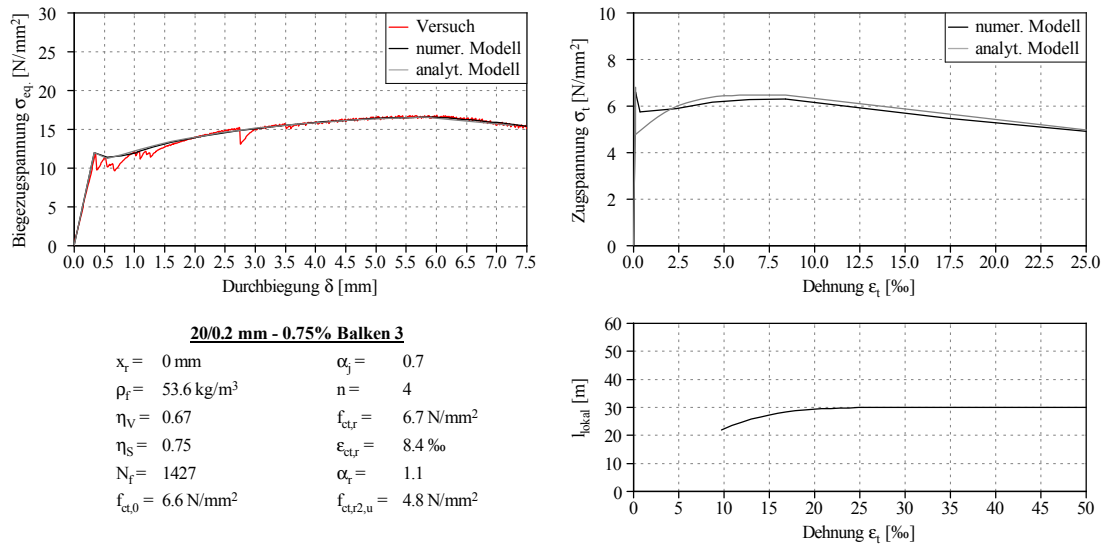 Biegezugspannung σeq. [N/mm²]
30
25
20
15
10
5
0
0.0 0.5 1.0 1.5 2.0 2.5 3.0 3.5 4.0 4.5 5.0 5.5 6.0 6.5 7.0 7.5
Durchbiegung δ [mm]
Versuch
numer. Modell
analyt. Modell
Zugspannung σt [N/mm²]
10
8
6
4
2
0
0.0 2.5 5.0 7.5 10.0 12.5 15.0 17.5 20.0 22.5 25.0
Dehnung εt [‰]
numer. Modell
analyt. Modell
20/0.2 mm - 0.75% Balken 3
xr = 0 mm αj = 0.7
ρf = 53.6 kg/m³ n = 4
ηV = 0.67 fct,r = 6.7 N/mm²
ηS = 0.75 εct,r = 8.4 ‰
Nf = 1427 αr = 1.1
fct,0 = 6.6 N/mm² fct,r2,u = 4.8 N/mm²
llokal [m]
60
50
40
30
20
10
0
0 5 10 15 20 25 30 35 40 45 50
Dehnung εt [‰]